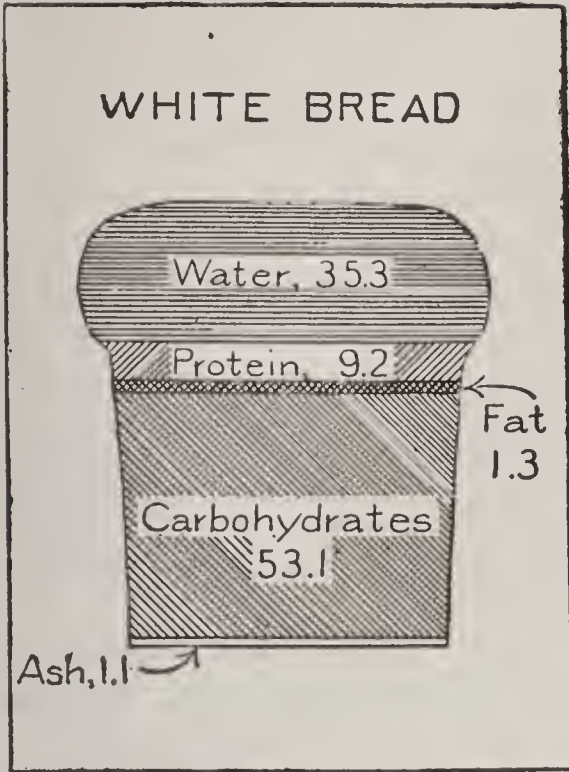 WHITE BREAD
Water, 35.3
Protein, 9.2
Fat
1.3
Carbohydrates
53.1
Ash, 1.1